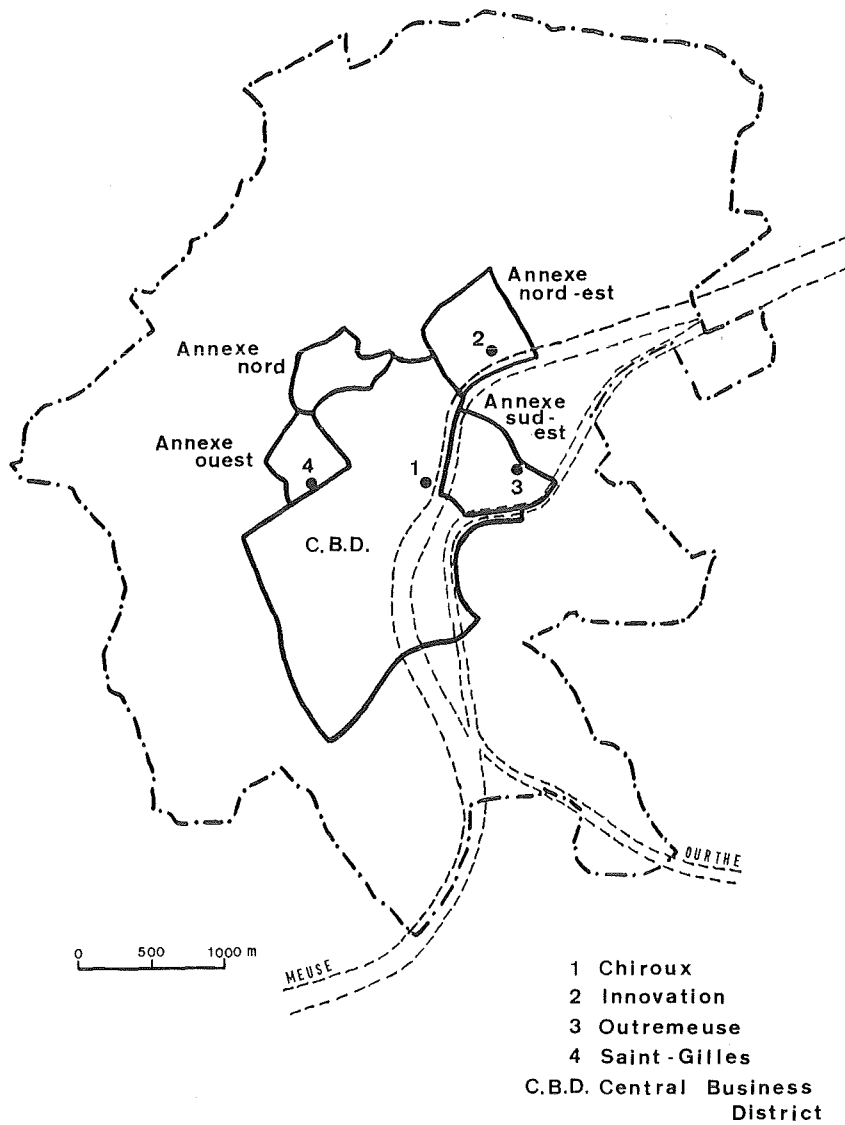 Annexe
nord-est
2
Annexe
nord
Annexe
sud-
est
Annexe
ouest
4
1
3
C.B.D.
OURTHE
0 500 1000 m
MEUSE
1 Chiroux
2 Innovation
3 Outremeuse
4 Saint-Gilles
C.B.D. Central Business
District